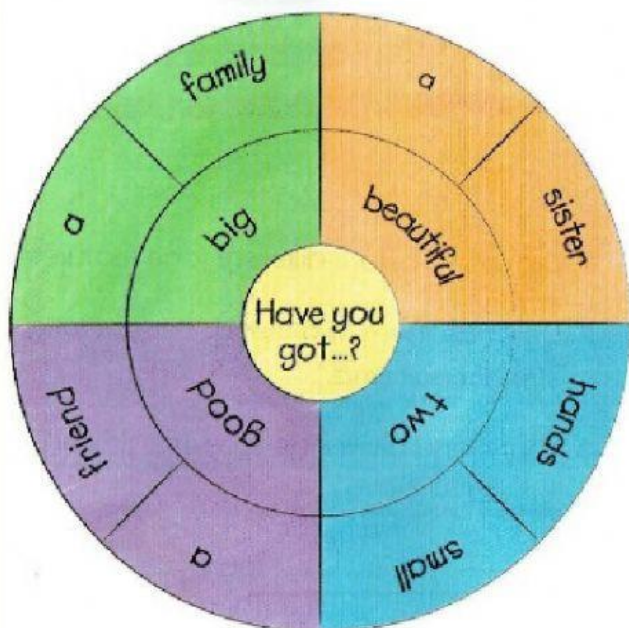 family
a
a
big
beautiful
sister
Have you
got...?
good
two
friend
hands
a
small